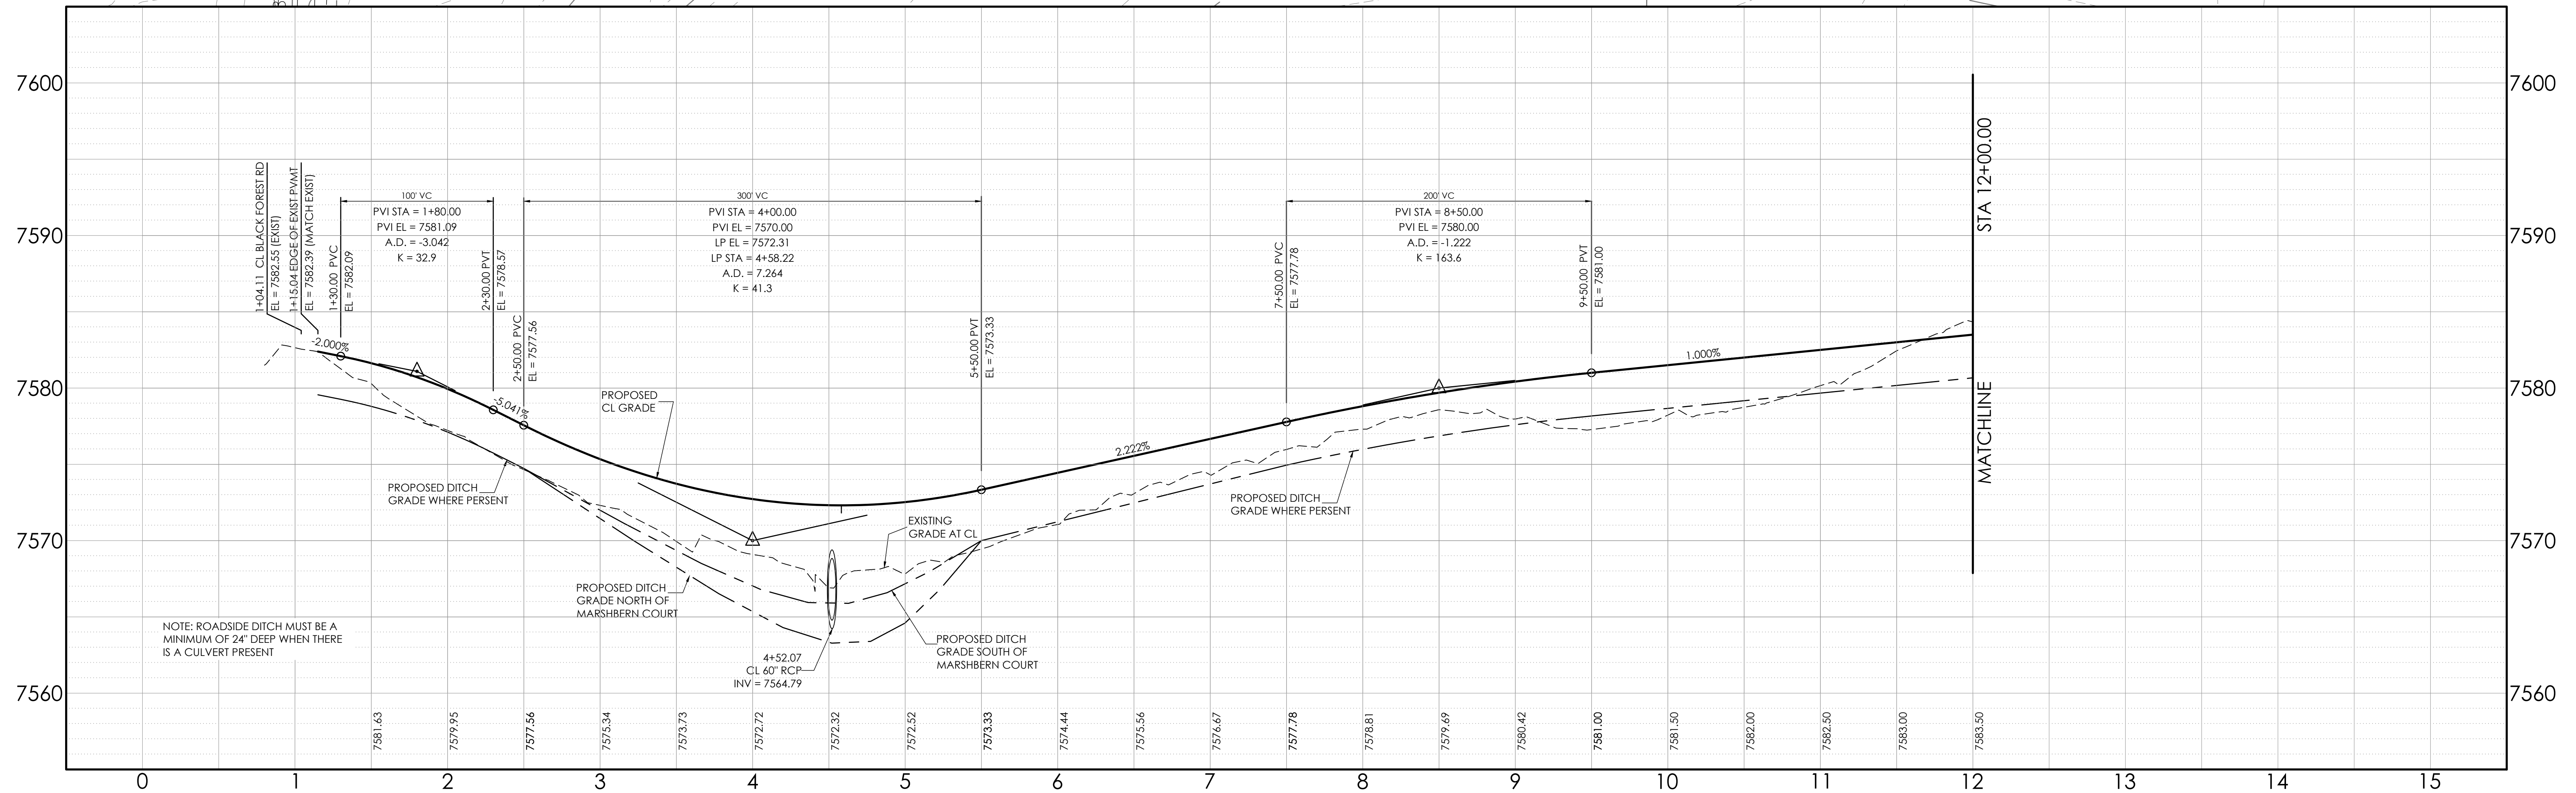 7600
7590
7580
7570
7560
7600
7590
7580
7570
7560
1+04.11 CL BLACK FOREST RD
EL = 7582.55 (EXIST)
1+15.04 EDGE OF EXIST PVMT
EL = 7582.39 (MATCH EXIST)
1+30.00 PVC
EL = 7582.09
100' VC
PVI STA = 1+80.00
PVI EL = 7581.09
A.D. = -3.042
K = 32.9
2+30.00 PVT
EL = 7578.57
2+50.00 PVC
EL = 7577.56
300' VC
PVI STA = 4+00.00
PVI EL = 7570.00
LP EL = 7572.31
LP STA = 4+58.22
A.D. = 7.264
K = 41.3
5+50.00 PVT
EL = 7573.33
7+50.00 PVC
EL = 7577.78
200' VC
PVI STA = 8+50.00
PVI EL = 7580.00
A.D. = -1.222
K = 163.6
9+50.00 PVT
EL = 7581.00
STA 12+00.00
MATCHLINE
-2.000%
-5.041%
2.222%
1.000%
PROPOSED
CL GRADE
PROPOSED DITCH
GRADE WHERE PERSENT
EXISTING
GRADE AT CL
PROPOSED DITCH
GRADE WHERE PERSENT
PROPOSED DITCH
GRADE NORTH OF
MARSHBERN COURT
PROPOSED DITCH
GRADE SOUTH OF
MARSHBERN COURT
4+52.07
CL 60" RCP
INV = 7564.79
NOTE: ROADSIDE DITCH MUST BE A
MINIMUM OF 24" DEEP WHEN THERE
IS A CULVERT PRESENT
7581.63
7579.95
7577.56
7575.34
7573.73
7572.72
7572.32
7572.52
7573.33
7574.44
7575.56
7576.67
7577.78
7578.81
7579.69
7580.42
7581.00
7581.50
7582.00
7582.50
7583.00
7583.50
0 1 2 3 4 5 6 7 8 9 10 11 12 13 14 15